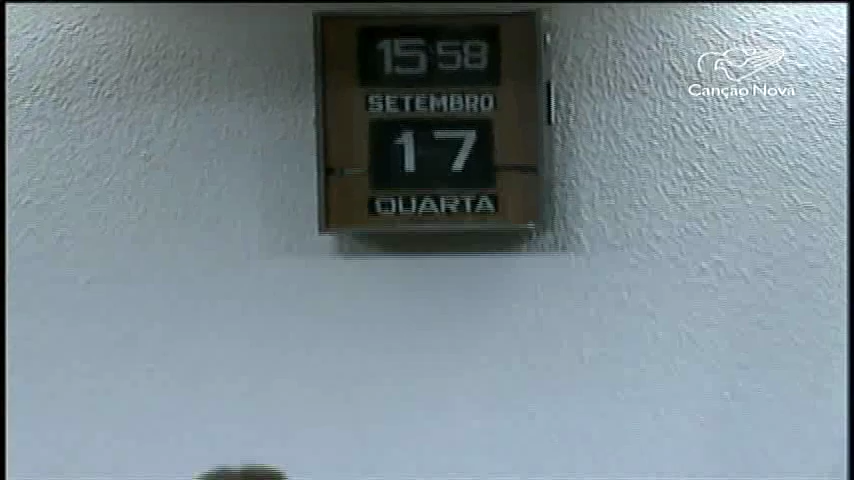 15:58
SETEMBRO
17
QUARTA
Canção Nova